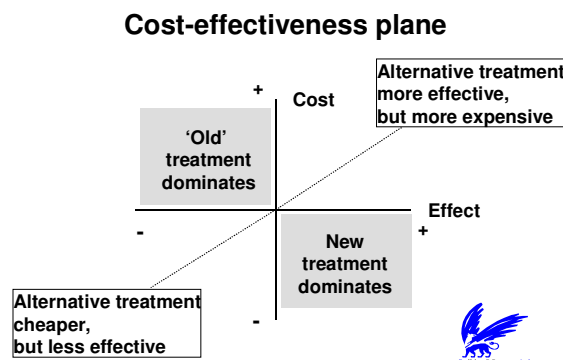 Cost-effectiveness plane
Alternative treatment
more effective,
but more expensive
+
Cost
‘Old’
treatment
dominates
Effect
-
+
New
treatment
dominates
Alternative treatment
cheaper,
but less effective
-